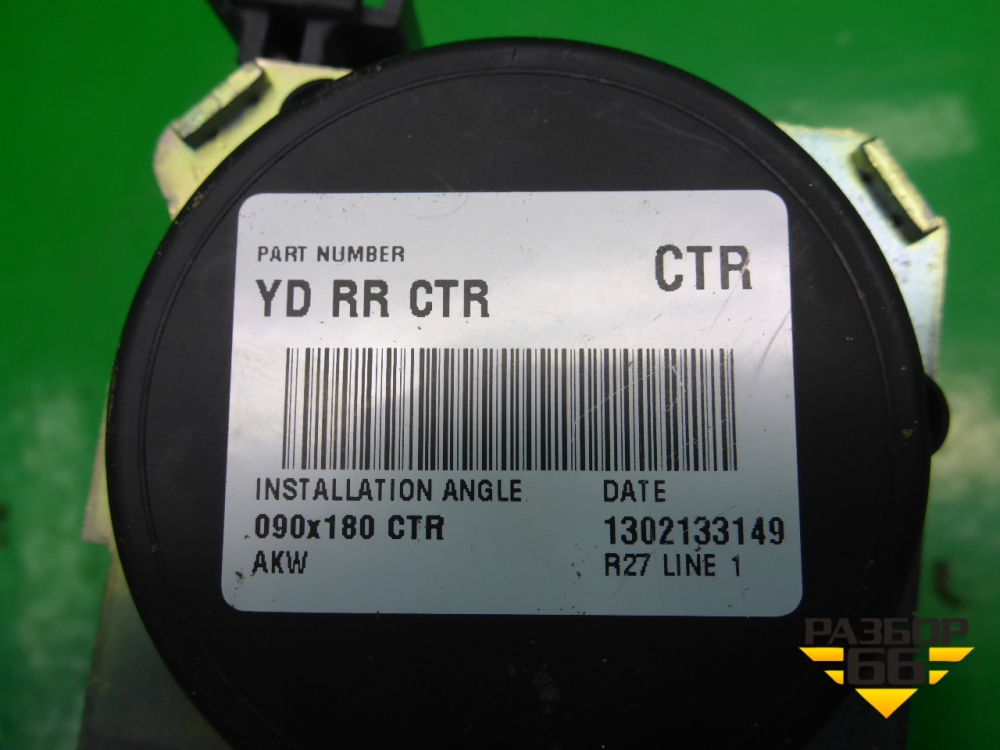 PART NUMBER
CTR
YD RR CTR
INSTALLATION ANGLE
DATE
090x180 CTR
1302133149
AKW
R27 LINE 1
РАЗБОР
66